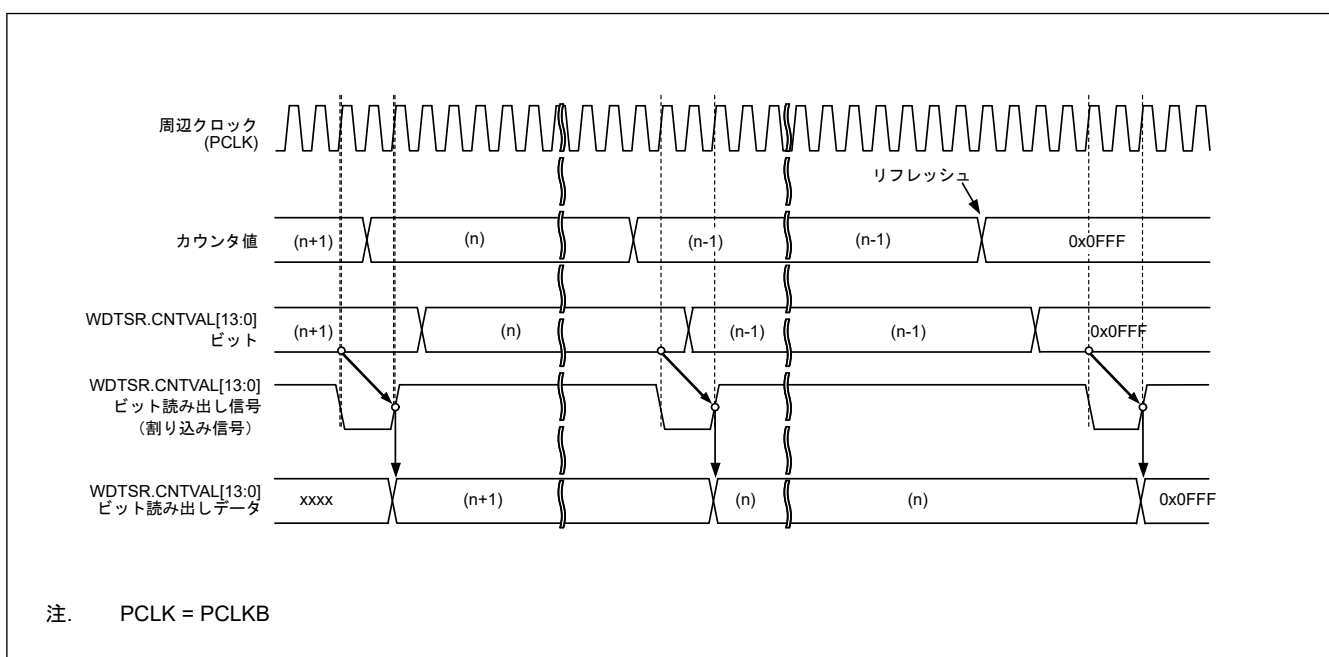 周辺クロック
(PCLK)
リフレッシュ
カウンタ値
(n+1)
(n)
(n-1)
(n-1)
0x0FFF
WDTSR.CNTVAL[13:0]
ビット
(n+1)
(n)
(n-1)
(n-1)
0x0FFF
WDTSR.CNTVAL[13:0]
ビット読み出し信号
（割り込み信号）
WDTSR.CNTVAL[13:0]
ビット読み出しデータ
xxxx
(n+1)
(n)
(n)
0x0FFF
注. PCLK = PCLKB